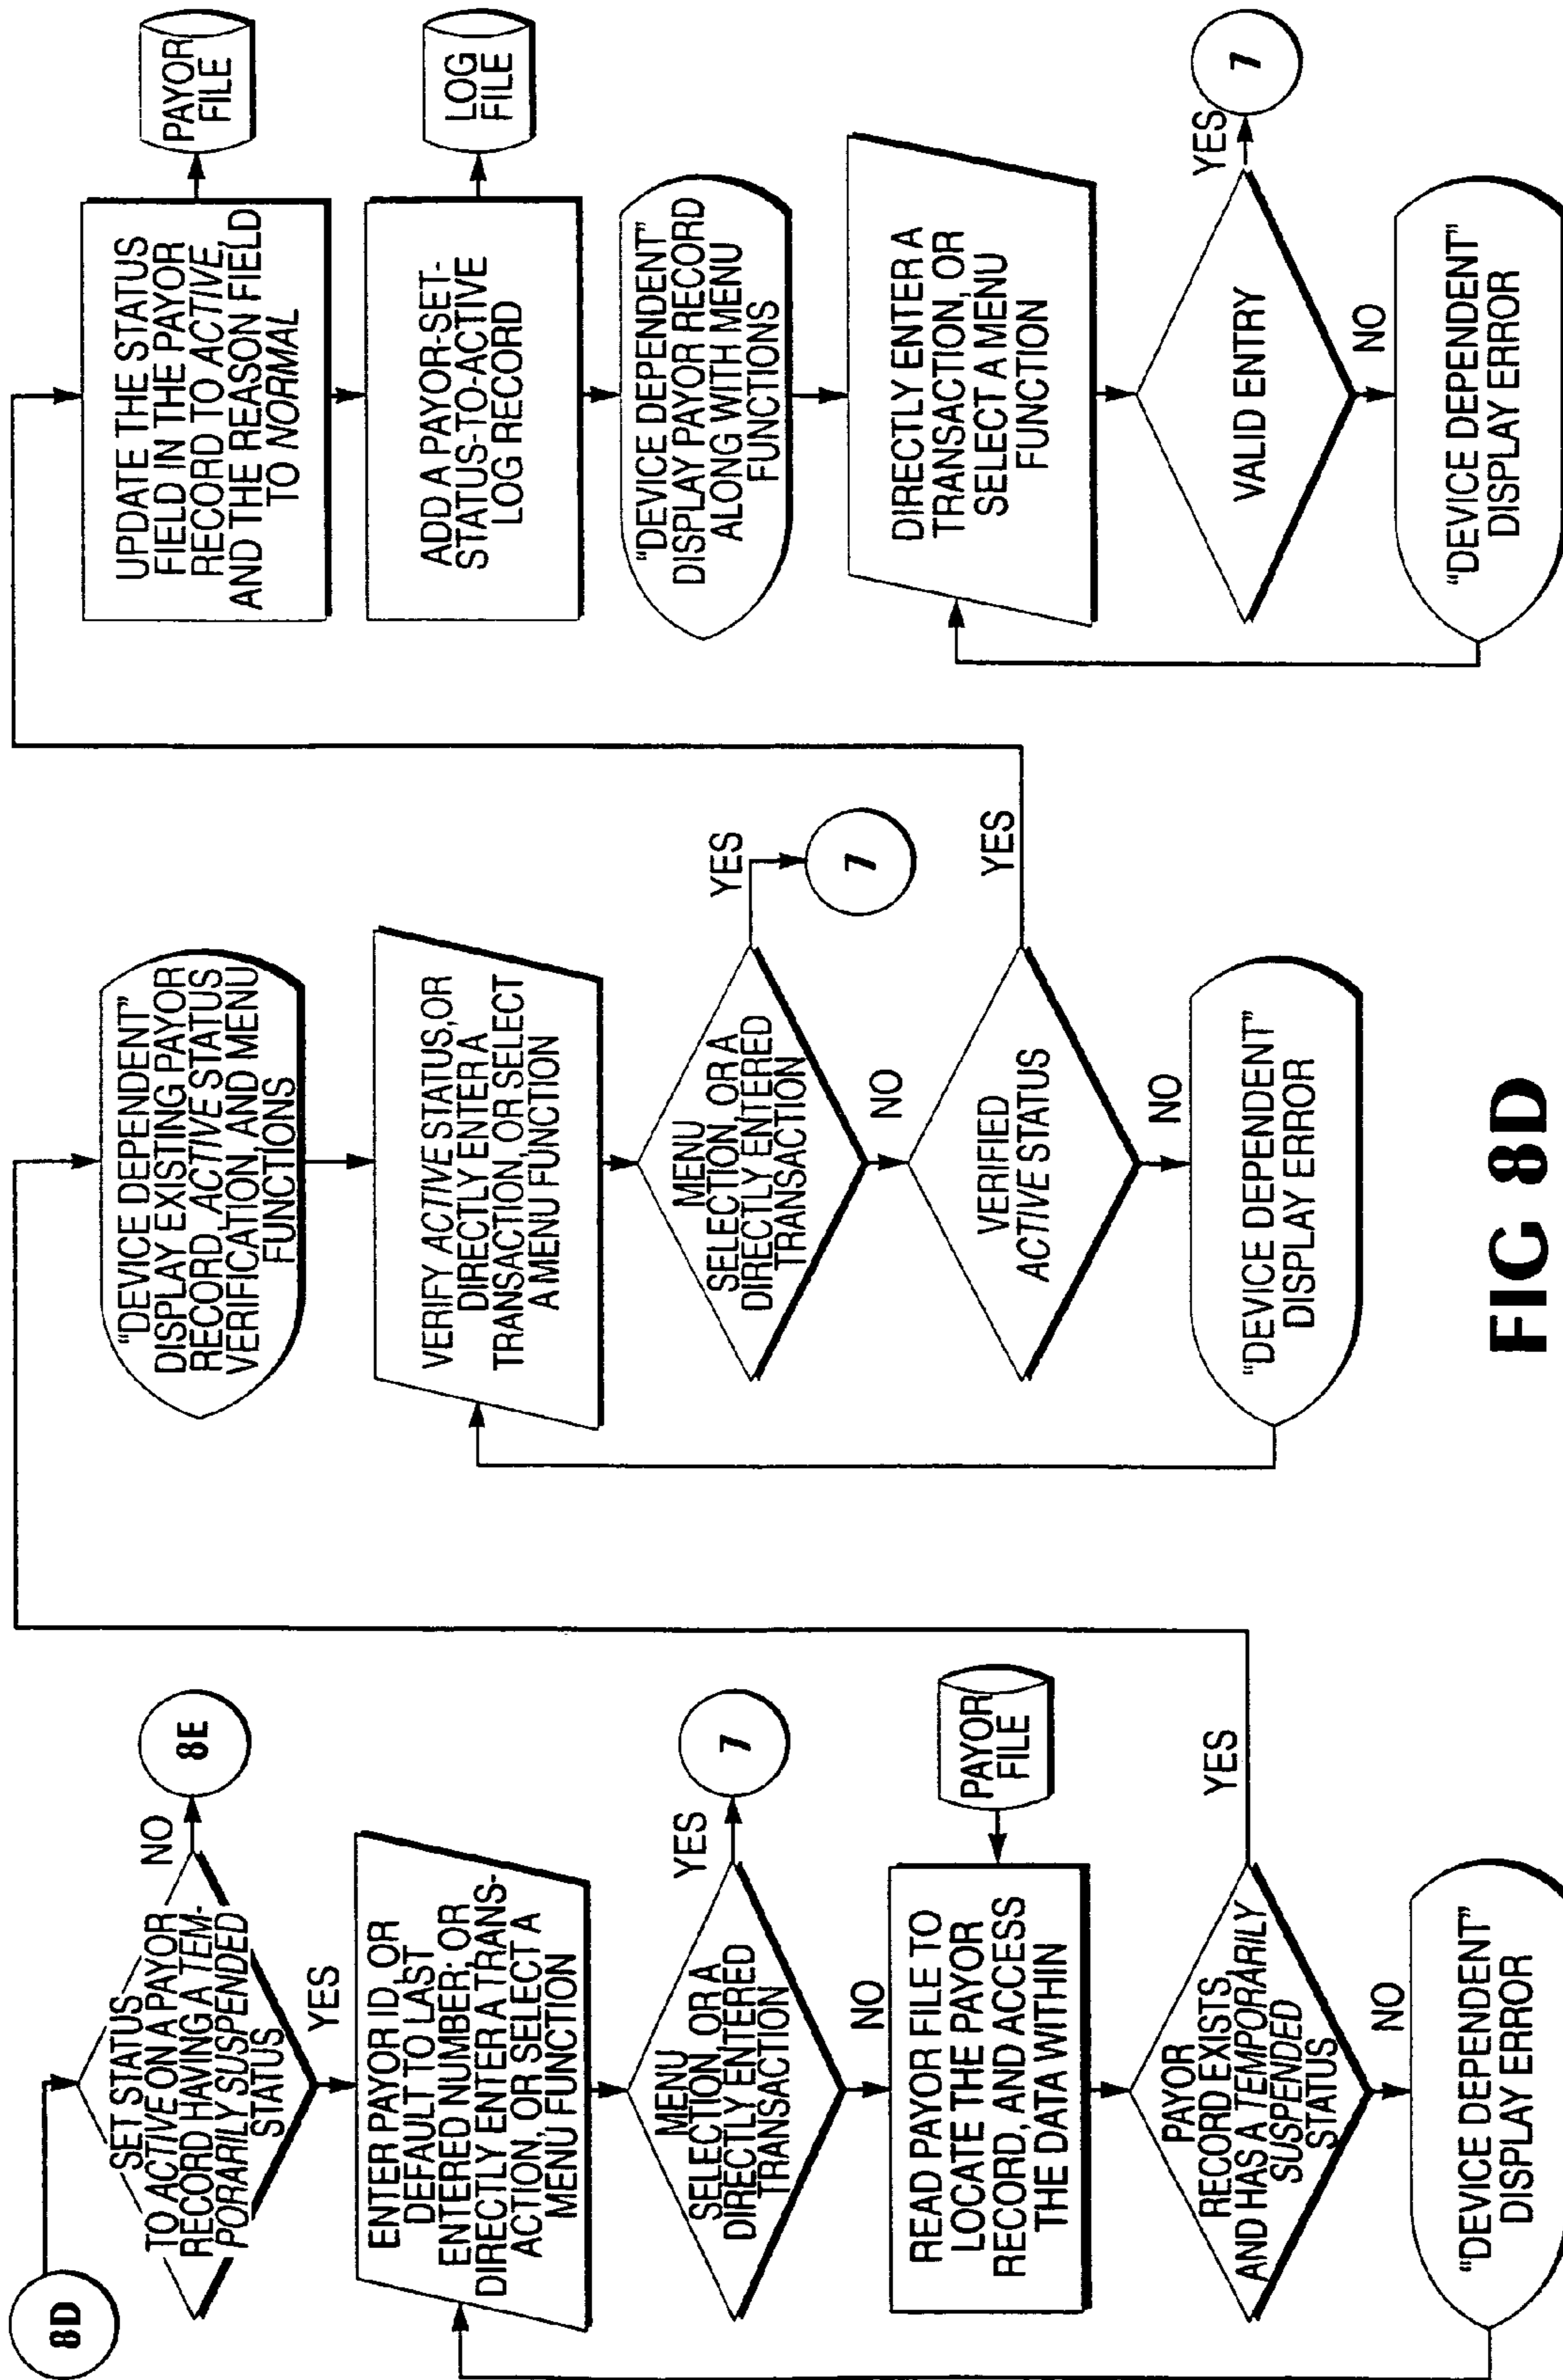 8D
SET STATUS
TO ACTIVE ON A PAYOR
RECORD HAVING A TEM-
PORARILY SUSPENDED
STATUS
NO
8E
YES
ENTER PAYOR ID, OR
DEFAULT TO LAST
ENTERED NUMBER; OR
DIRECTLY ENTER A TRANS-
ACTION, OR SELECT A
MENU FUNCTION
MENU
SELECTION, OR A
DIRECTLY ENTERED
TRANSACTION
YES
7
NO
READ PAYOR FILE TO
LOCATE THE PAYOR
RECORD, AND ACCESS
THE DATA WITHIN
PAYOR
FILE
PAYOR
RECORD EXISTS,
AND HAS A TEMPORARILY
SUSPENDED
STATUS
YES
NO
"DEVICE DEPENDENT"
DISPLAY ERROR
"DEVICE DEPENDENT"
DISPLAY EXISTING PAYOR
RECORD, ACTIVE STATUS
VERIFICATION, AND MENU
FUNCTIONS
VERIFY ACTIVE STATUS, OR
DIRECTLY ENTER A
TRANSACTION, OR SELECT
A MENU FUNCTION
MENU
SELECTION, OR A
DIRECTLY ENTERED
TRANSACTION
YES
7
NO
VERIFIED
ACTIVE STATUS
YES
NO
"DEVICE DEPENDENT"
DISPLAY ERROR
UPDATE THE STATUS
FIELD IN THE PAYOR
RECORD TO ACTIVE,
AND THE REASON FIELD
TO NORMAL
PAYOR
FILE
ADD A PAYOR-SET-
STATUS-TO-ACTIVE
LOG RECORD
LOG
FILE
"DEVICE DEPENDENT"
DISPLAY PAYOR RECORD
ALONG WITH MENU
FUNCTIONS
DIRECTLY ENTER A
TRANSACTION, OR
SELECT A MENU
FUNCTION
VALID ENTRY
YES
7
NO
"DEVICE DEPENDENT"
DISPLAY ERROR
FIG 8D